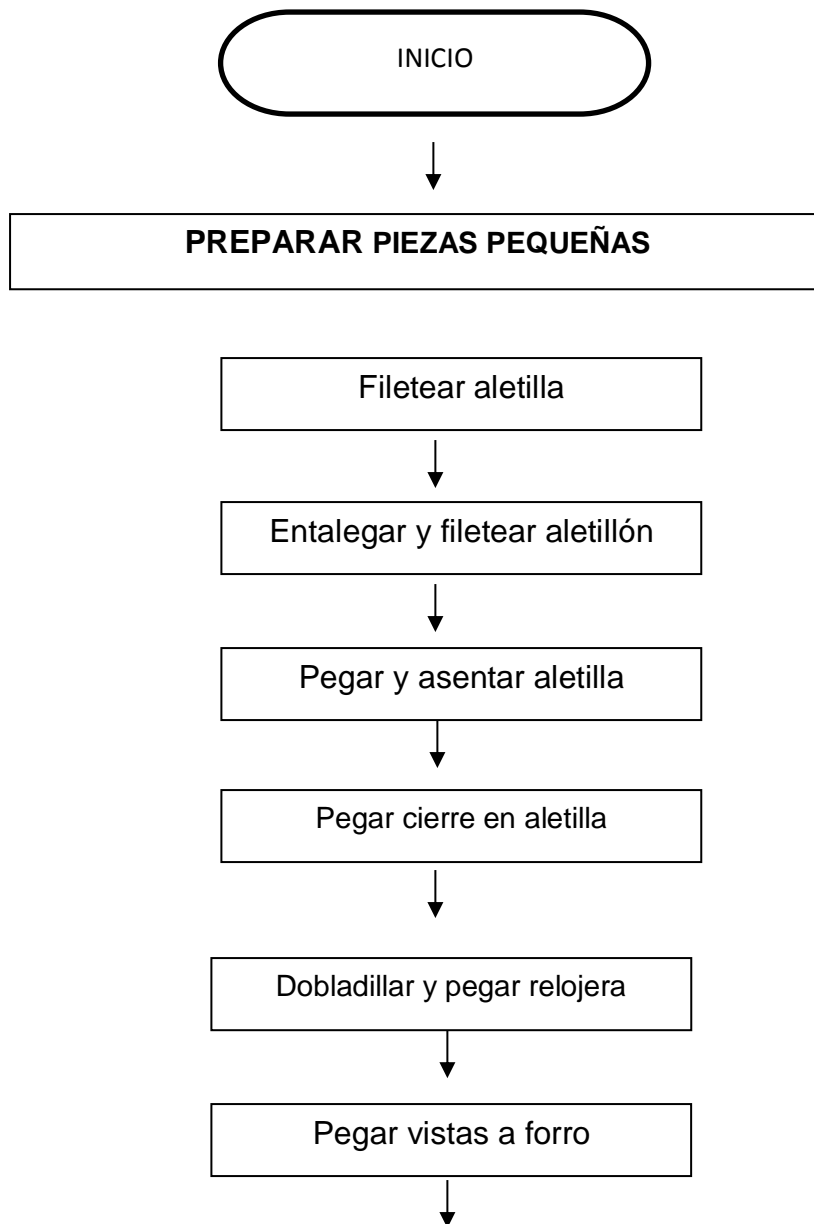 INICIO
PREPARAR PIEZAS PEQUEÑAS
Filetear aletilla
Entalegar y filetear aletillón
Pegar y asentar aletilla
Pegar cierre en aletilla
Dobladillar y pegar relojera
Pegar vistas a forro